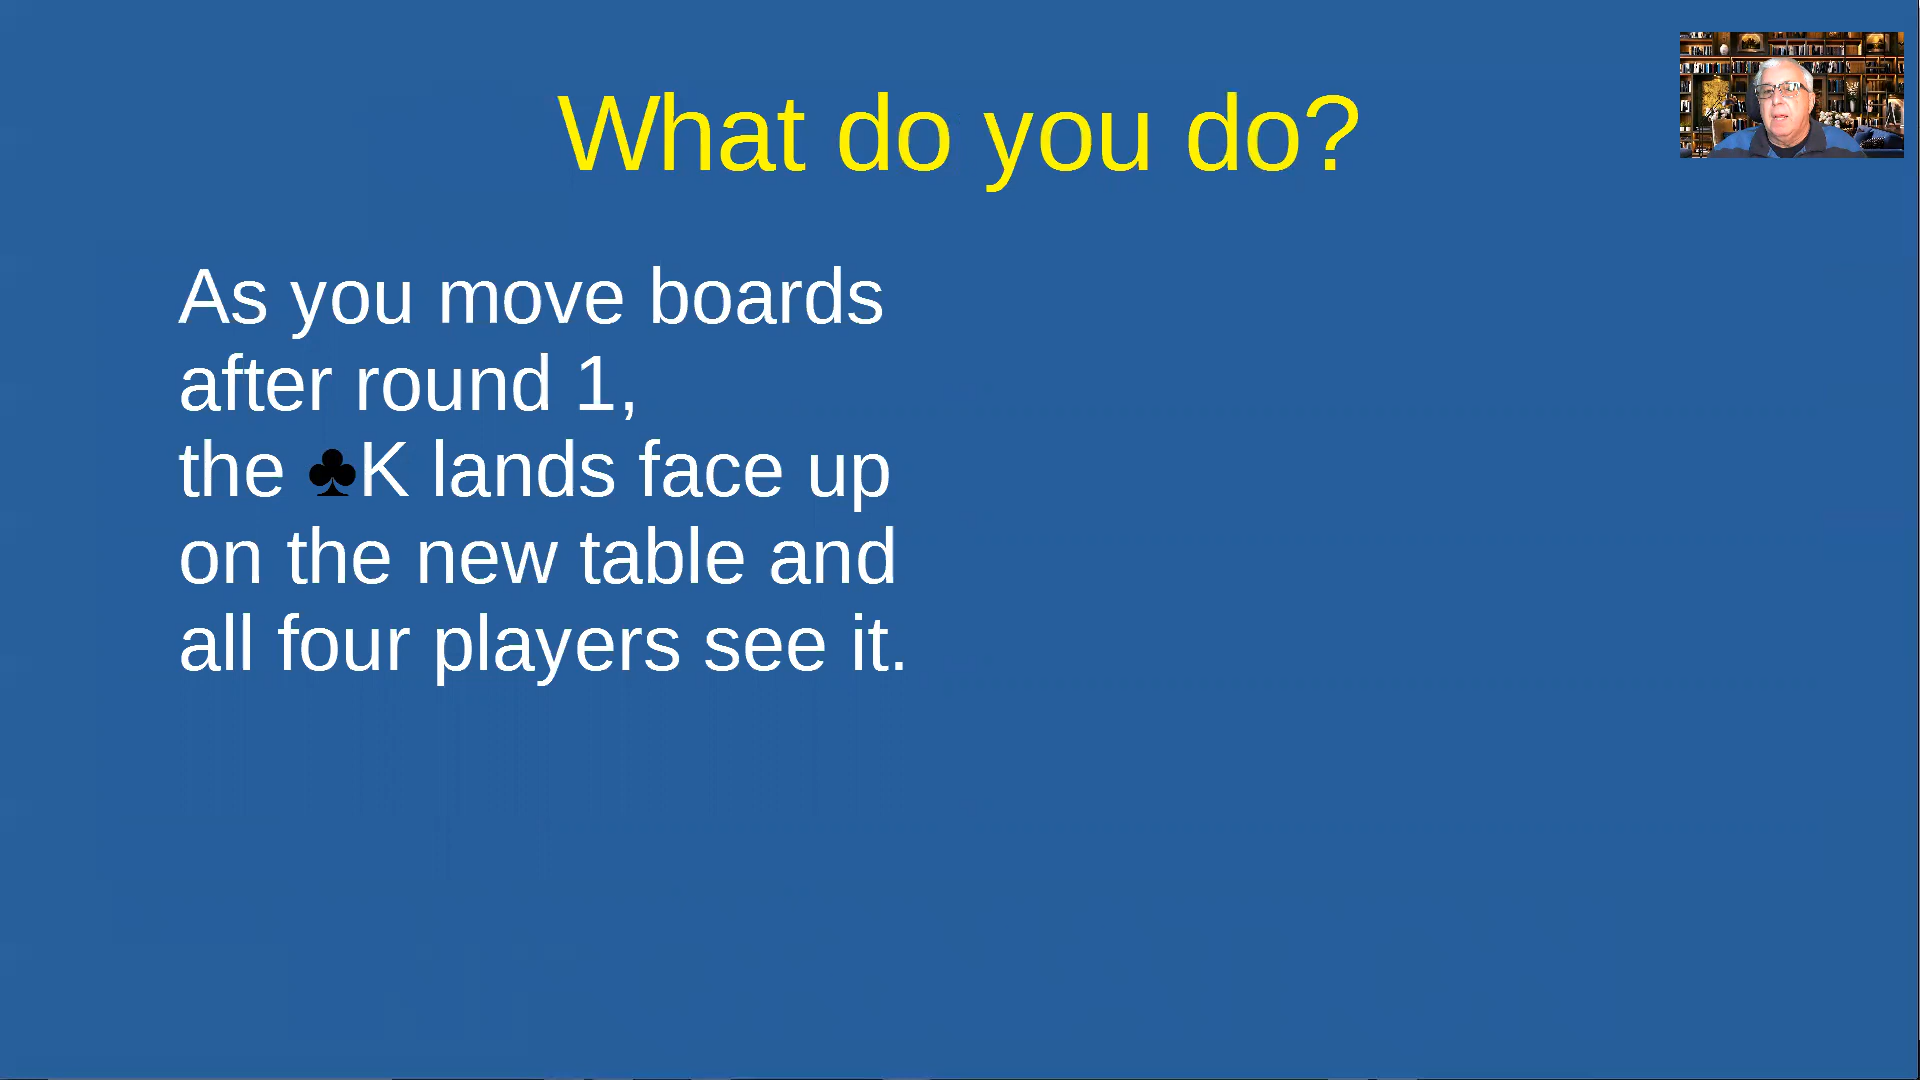 What do you do?
As you move boards
after round 1,
the ♣K lands face up
on the new table and
all four players see it.